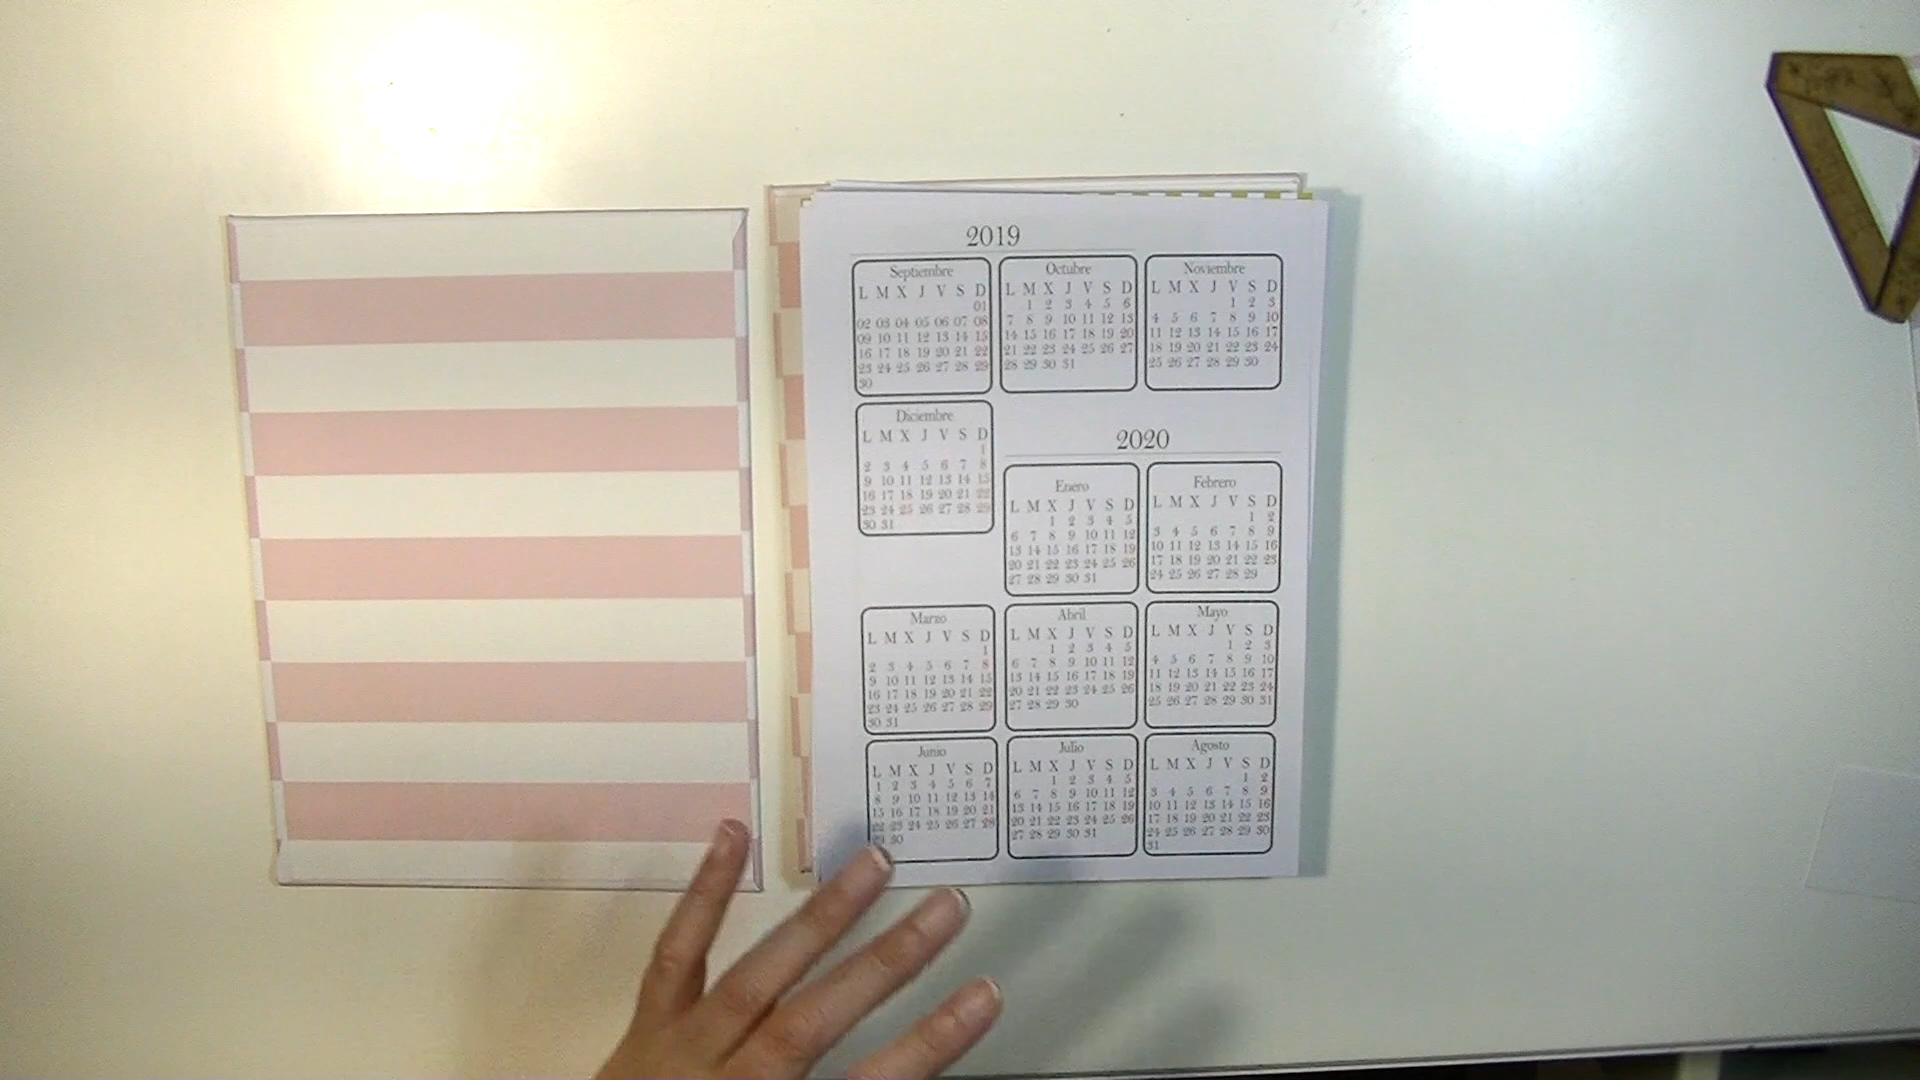 2019
Septiembre
L M X J V S D
01
02 03 04 05 06 07 08
09 10 11 12 13 14 15
16 17 18 19 20 21 22
23 24 25 26 27 28 29
30
Octubre
L M X J V S D
1 2 3 4 5 6
7 8 9 10 11 12 13
14 15 16 17 18 19 20
21 22 23 24 25 26 27
28 29 30 31
Noviembre
L M X J V S D
1 2 3
4 5 6 7 8 9 10
11 12 13 14 15 16 17
18 19 20 21 22 23 24
25 26 27 28 29 30
Diciembre
L M X J V S D
1
2 3 4 5 6 7 8
9 10 11 12 13 14 15
16 17 18 19 20 21 22
23 24 25 26 27 28 29
30 31
2020
Enero
L M X J V S D
1 2 3 4 5
6 7 8 9 10 11 12
13 14 15 16 17 18 19
20 21 22 23 24 25 26
27 28 29 30 31
Febrero
L M X J V S D
1 2
3 4 5 6 7 8 9
10 11 12 13 14 15 16
17 18 19 20 21 22 23
24 25 26 27 28 29
Marzo
L M X J V S D
1
2 3 4 5 6 7 8
9 10 11 12 13 14 15
16 17 18 19 20 21 22
23 24 25 26 27 28 29
30 31
Abril
L M X J V S D
1 2 3 4 5
6 7 8 9 10 11 12
13 14 15 16 17 18 19
20 21 22 23 24 25 26
27 28 29 30
Mayo
L M X J V S D
1 2 3
4 5 6 7 8 9 10
11 12 13 14 15 16 17
18 19 20 21 22 23 24
25 26 27 28 29 30 31
Junio
L M X J V S D
1 2 3 4 5 6 7
8 9 10 11 12 13 14
15 16 17 18 19 20 21
22 23 24 25 26 27 28
29 30
Julio
L M X J V S D
1 2 3 4 5
6 7 8 9 10 11 12
13 14 15 16 17 18 19
20 21 22 23 24 25 26
27 28 29 30 31
Agosto
L M X J V S D
1 2
3 4 5 6 7 8 9
10 11 12 13 14 15 16
17 18 19 20 21 22 23
24 25 26 27 28 29 30
31